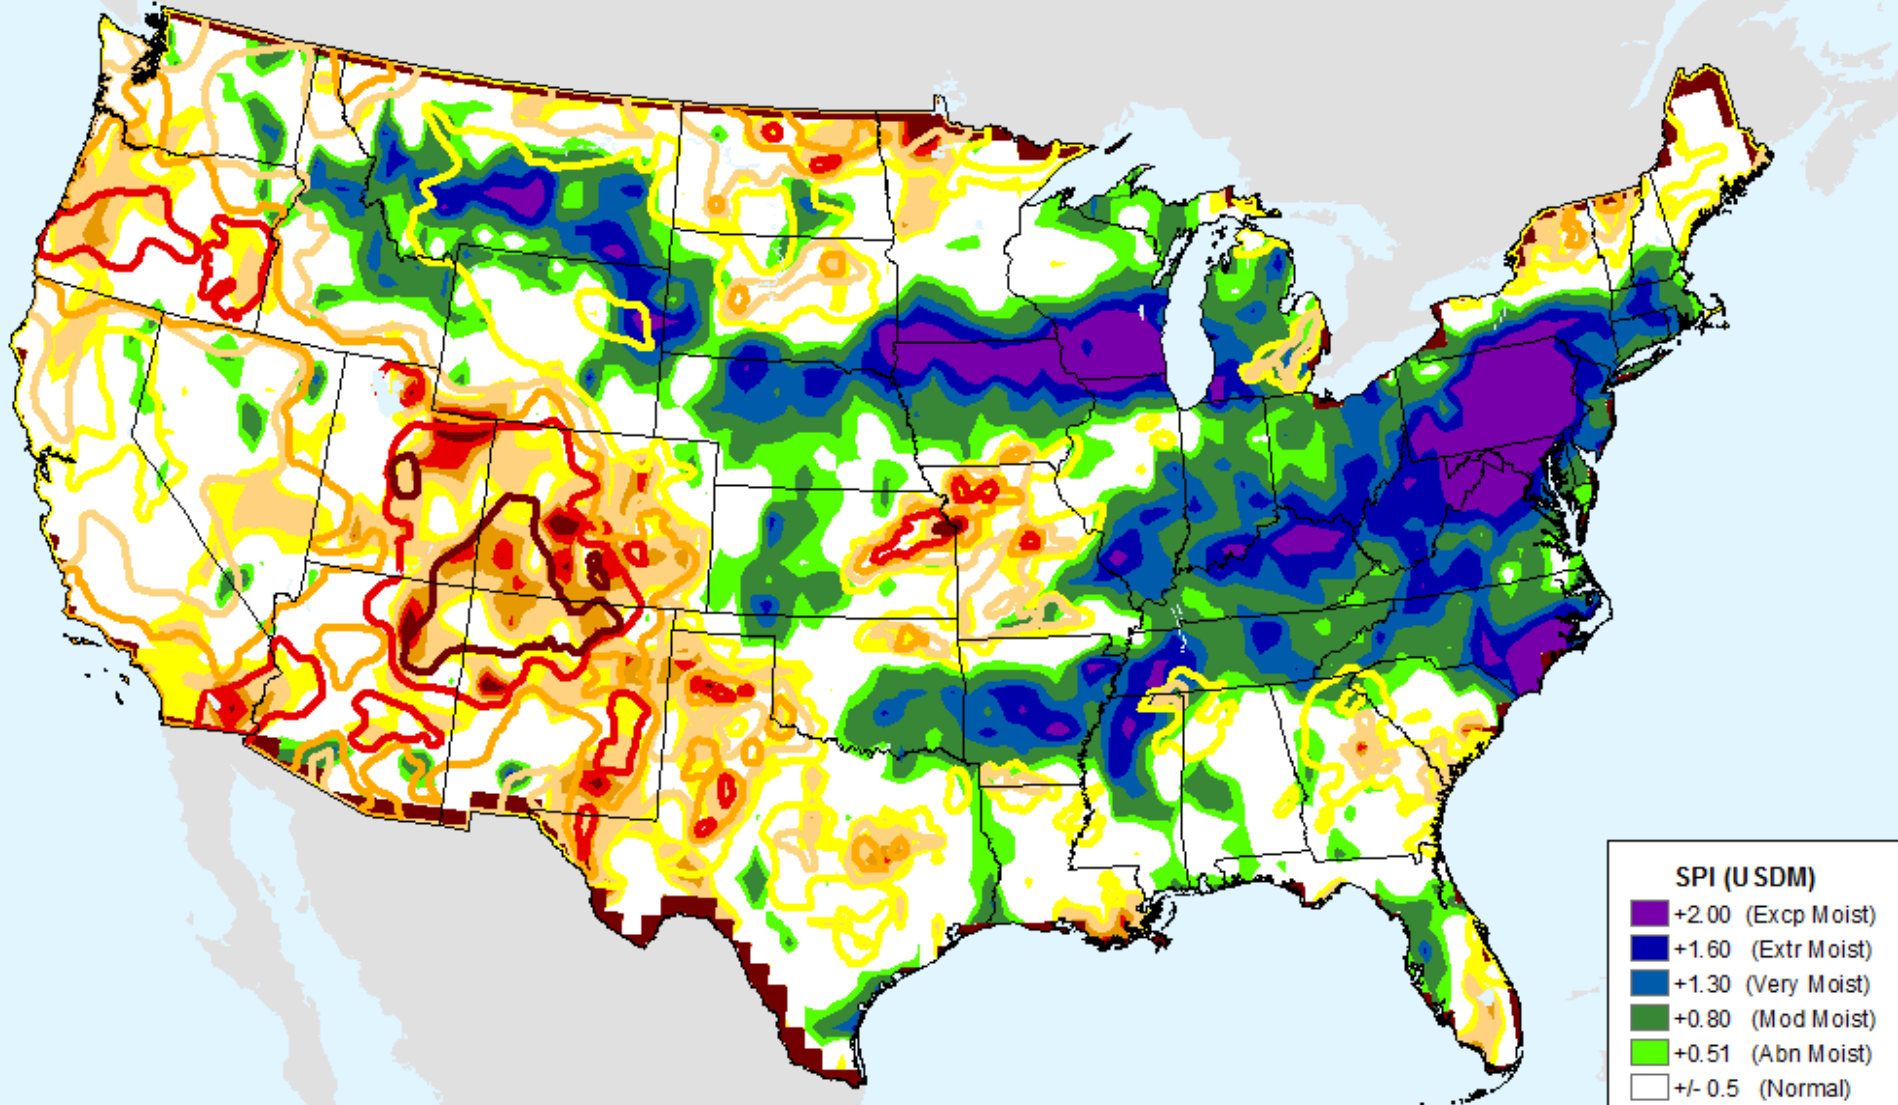 SPI (USDM)
+2.00 (Excp Moist)
+1.60 (Extr Moist)
+1.30 (Very Moist)
+0.80 (Mod Moist)
+0.51 (Abn Moist)
+/- 0.5 (Normal)